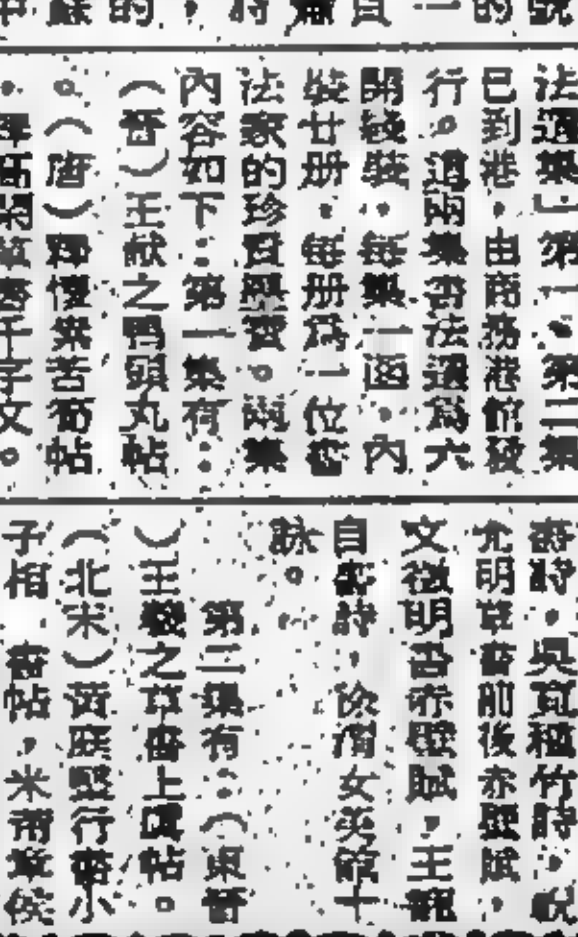 法選集」第一、第二集
已到港，由商務港館發
行。這兩集書法選爲六
開綫裝，每集一函，內
裝廿册，每册爲一位書
法家的珍貴墨寶。兩集
內容如下：第一集有：
（晉）王献之鴨頭丸帖
。（唐）釋懷素苦筍帖
千字文。
書詩，吳寬種竹詩，祝
允明草書前後赤壁賦，
文徵明書赤壁賦，王寵
自書詩，徐渭女芙館十
詠。
第二集有：（東晉
）王羲之草書上虞帖。
（北宋）黃庭堅行書小
子相 書帖，米芾章侯